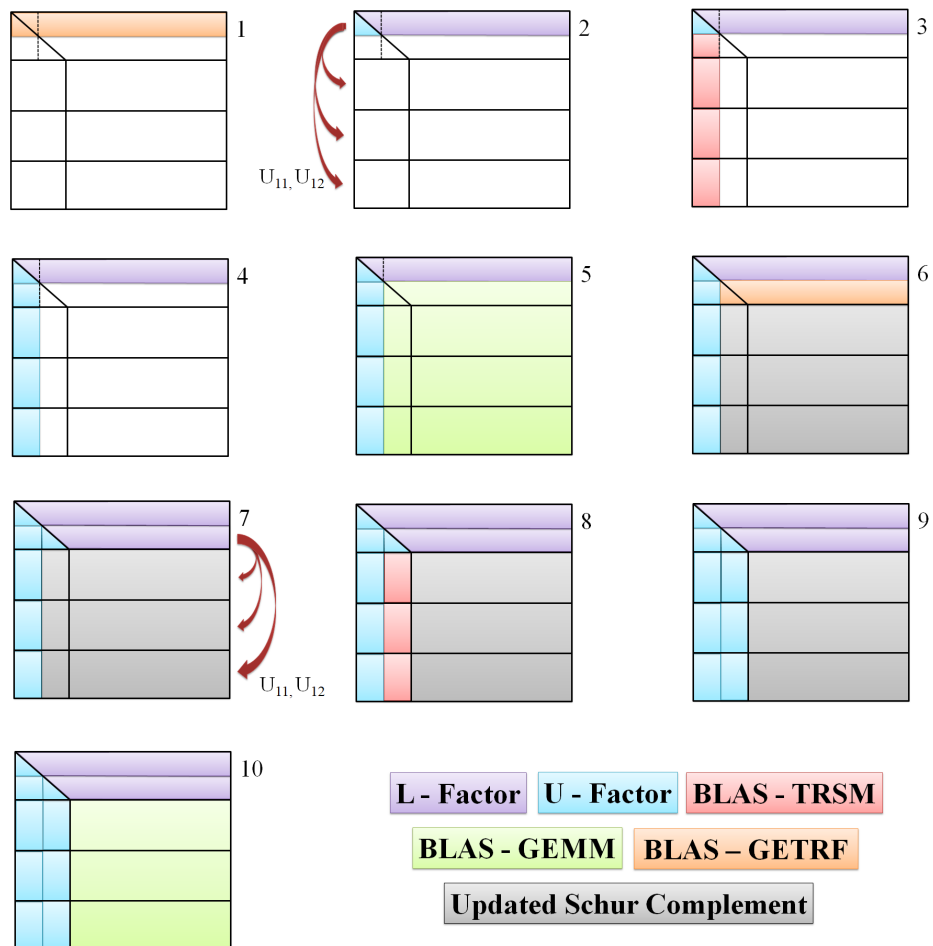 1
2
3
U11, U12
4
5
6
7
8
9
U11, U12
10
L - Factor
U - Factor
BLAS - TRSM
BLAS - GEMM
BLAS – GETRF
Updated Schur Complement